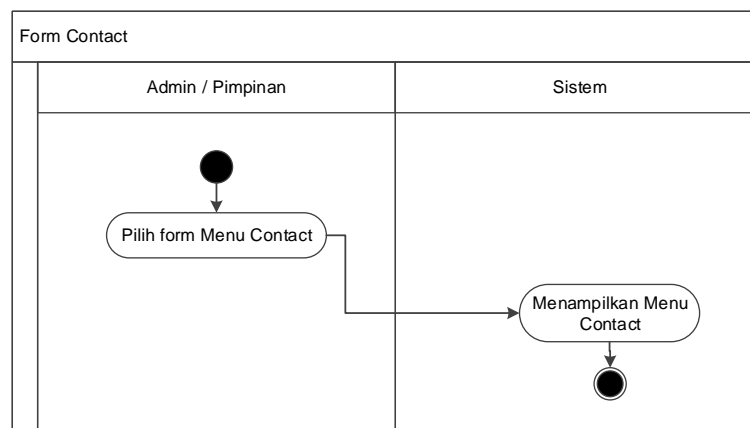 Form Contact
Admin / Pimpinan
Sistem
Pilih form Menu Contact
Menampilkan Menu
Contact